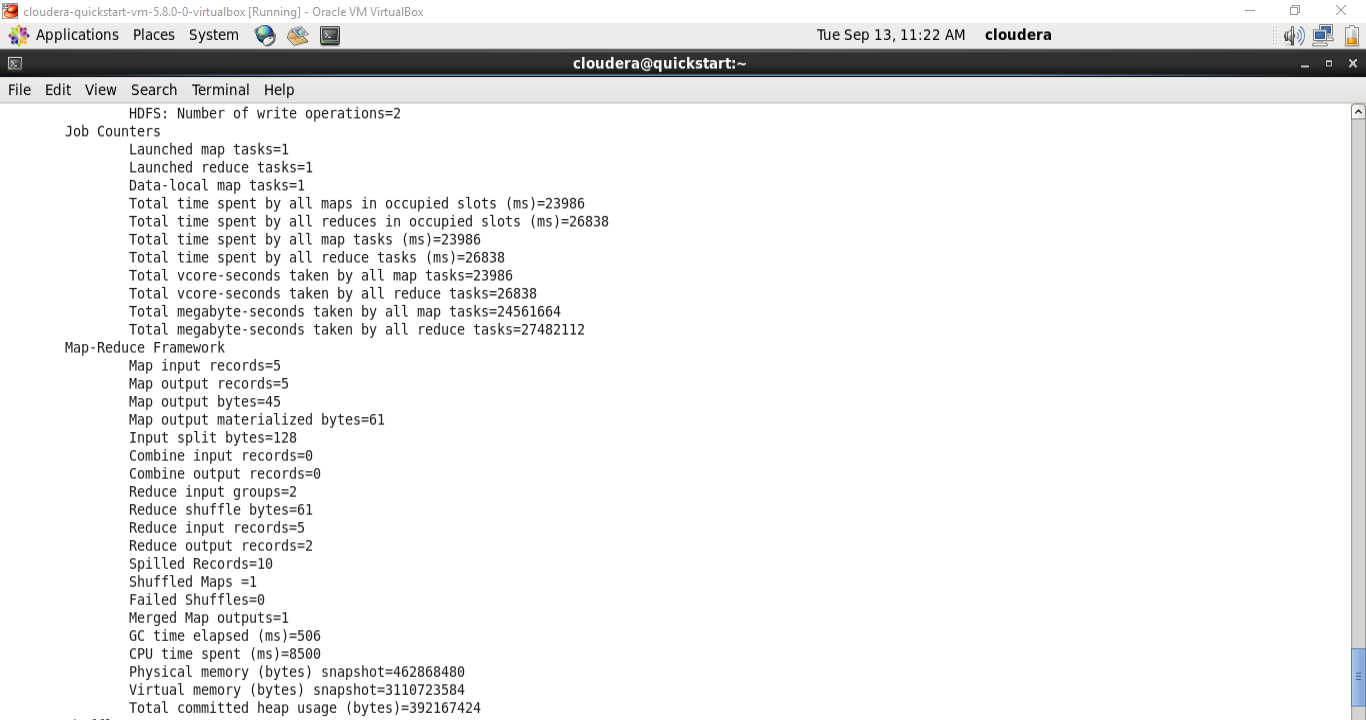 cloudera-quickstart-vm-5.8.0-0-virtualbox [Running] - Oracle VM VirtualBox
Applications Places System Tue Sep 13, 11:22 AM cloudera
cloudera@quickstart:~
File Edit View Search Terminal Help
HDFS: Number of write operations=2
Job Counters
Launched map tasks=1
Launched reduce tasks=1
Data-local map tasks=1
Total time spent by all maps in occupied slots (ms)=23986
Total time spent by all reduces in occupied slots (ms)=26838
Total time spent by all map tasks (ms)=23986
Total time spent by all reduce tasks (ms)=26838
Total vcore-seconds taken by all map tasks=23986
Total vcore-seconds taken by all reduce tasks=26838
Total megabyte-seconds taken by all map tasks=24561664
Total megabyte-seconds taken by all reduce tasks=27482112
Map-Reduce Framework
Map input records=5
Map output records=5
Map output bytes=45
Map output materialized bytes=61
Input split bytes=128
Combine input records=0
Combine output records=0
Reduce input groups=2
Reduce shuffle bytes=61
Reduce input records=5
Reduce output records=2
Spilled Records=10
Shuffled Maps =1
Failed Shuffles=0
Merged Map outputs=1
GC time elapsed (ms)=506
CPU time spent (ms)=8500
Physical memory (bytes) snapshot=462868480
Virtual memory (bytes) snapshot=3110723584
Total committed heap usage (bytes)=392167424